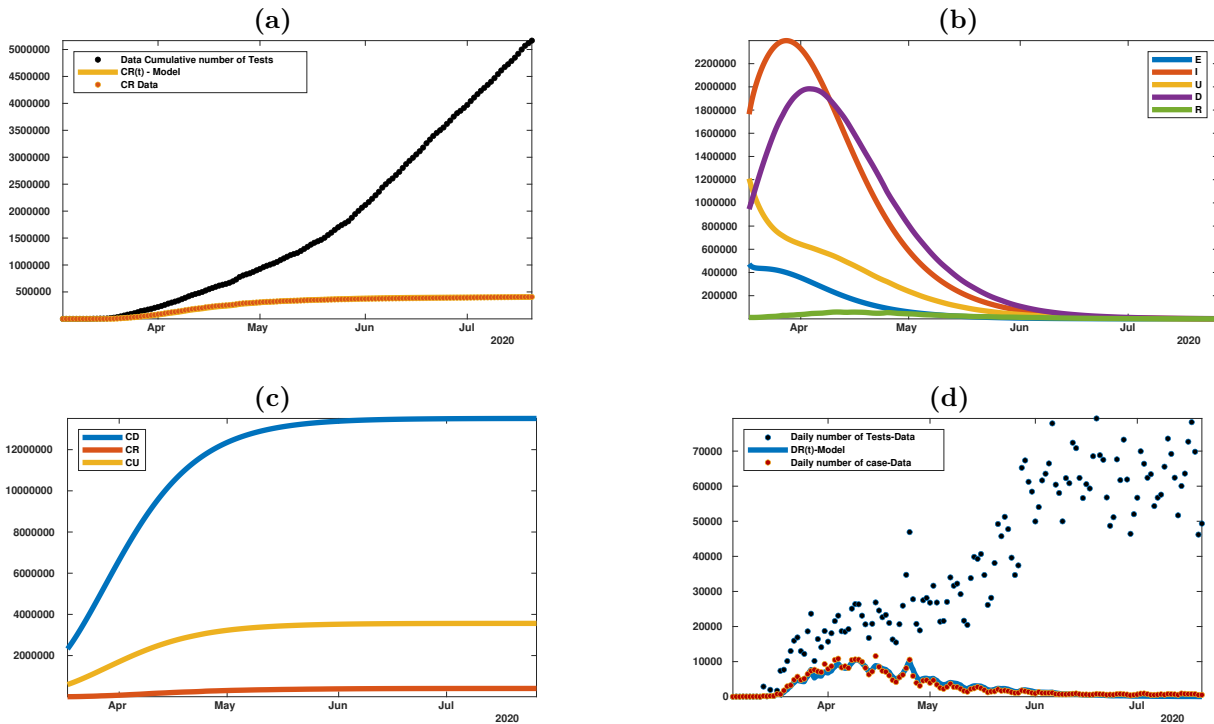 (a)
5000000
4500000
4000000
3500000
3000000
2500000
2000000
1500000
1000000
500000
Data Cumulative number of Tests
CR(t) - Model
CR Data
Apr May Jun Jul
2020
(b)
2200000
2000000
1800000
1600000
1400000
1200000
1000000
800000
600000
400000
200000
E
I
U
D
R
Apr May Jun Jul
2020
(c)
12000000
10000000
8000000
6000000
4000000
2000000
CD
CR
CU
Apr May Jun Jul
2020
(d)
70000
60000
50000
40000
30000
20000
10000
0
Daily number of Tests-Data
DR(t)-Model
Daily number of case-Data
Apr May Jun Jul
2020